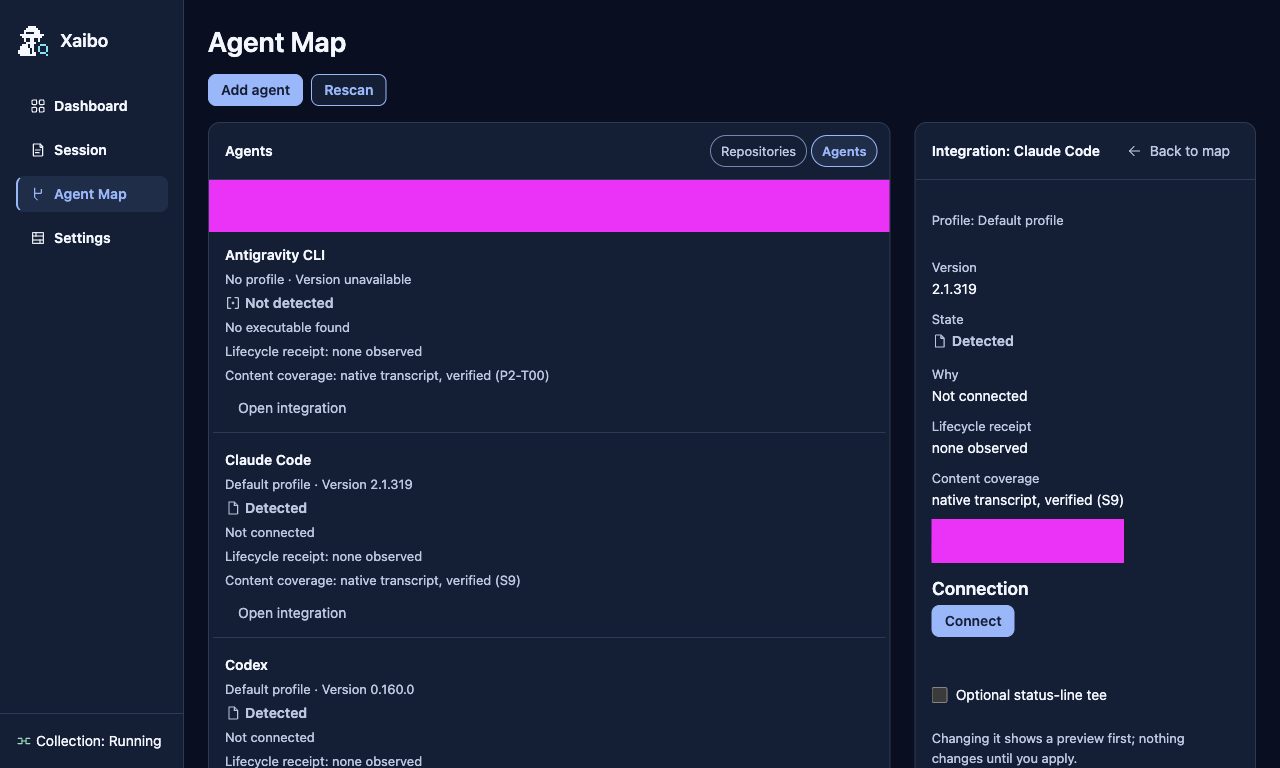 Xaibo
Dashboard
Session
Agent Map
Settings
Collection: Running
Agent Map
Add agent
Rescan
Agents
Repositories
Agents
Antigravity CLI
No profile · Version unavailable
Not detected
No executable found
Lifecycle receipt: none observed
Content coverage: native transcript, verified (P2-T00)
Open integration
Claude Code
Default profile · Version 2.1.319
Detected
Not connected
Lifecycle receipt: none observed
Content coverage: native transcript, verified (S9)
Open integration
Codex
Default profile · Version 0.160.0
Detected
Not connected
Lifecycle receipt: none observed
Integration: Claude Code
Back to map
Profile: Default profile
Version
2.1.319
State
Detected
Why
Not connected
Lifecycle receipt
none observed
Content coverage
native transcript, verified (S9)
Connection
Connect
Optional status-line tee
Changing it shows a preview first; nothing
changes until you apply.